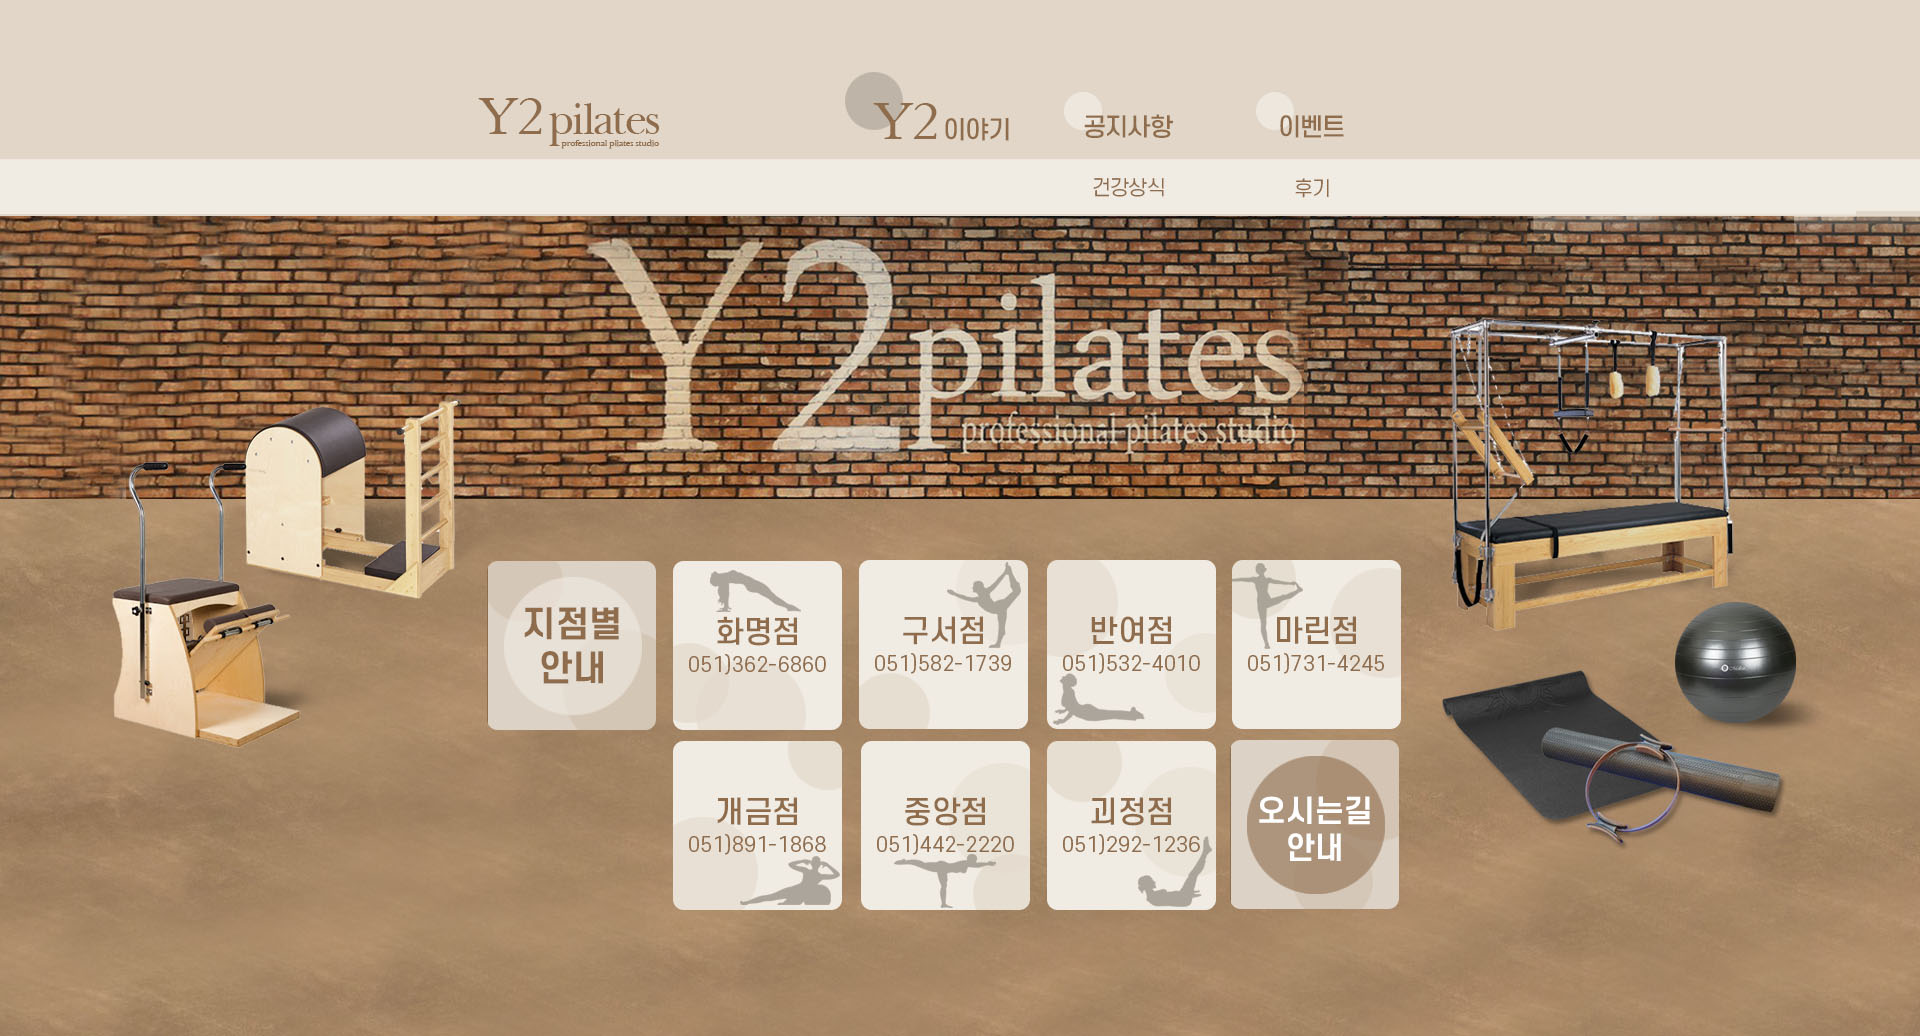 Y2 pilates
professional pilates studio
Y2 이야기
공지사항
이벤트
건강상식
후기
Y2 pilates
professional pilates studio
지점별
안내
화명점
051)362-6860
구서점
051)582-1739
반여점
051)532-4010
마린점
051)731-4245
개금점
051)891-1868
중앙점
051)442-2220
괴정점
051)292-1236
오시는길
안내